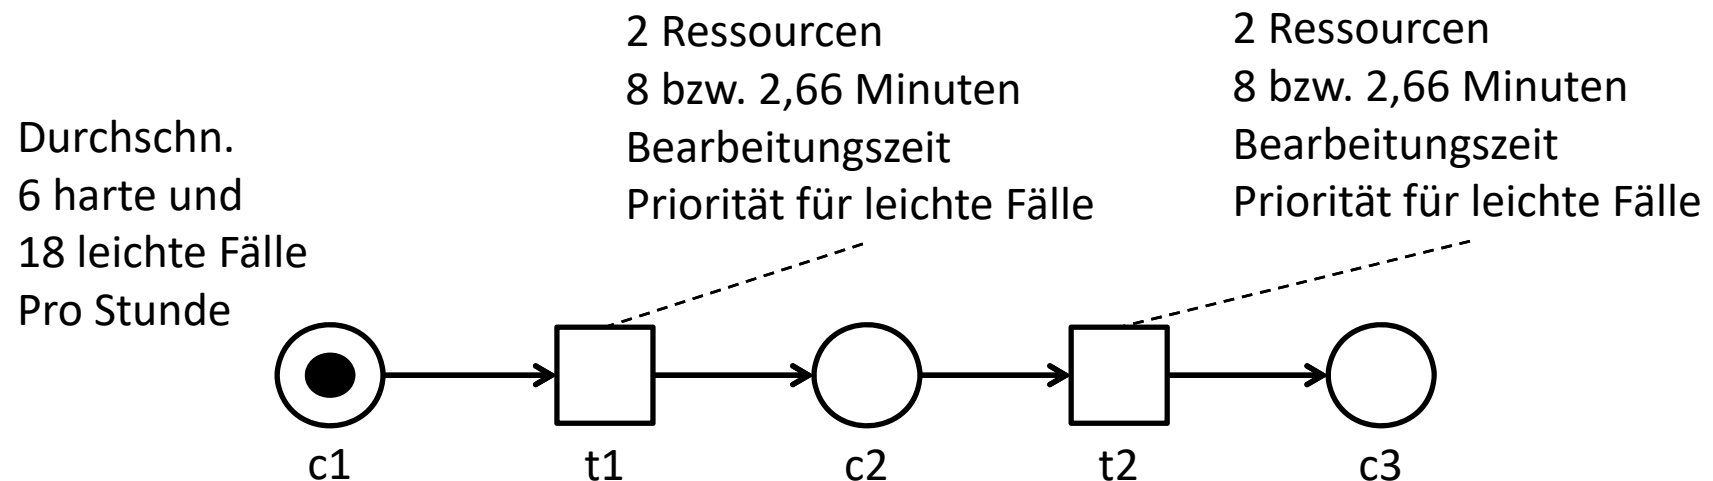 Durchschn.
6 harte und
18 leichte Fälle
Pro Stunde
2 Ressourcen
8 bzw. 2,66 Minuten
Bearbeitungszeit
Priorität für leichte Fälle
2 Ressourcen
8 bzw. 2,66 Minuten
Bearbeitungszeit
Priorität für leichte Fälle
c1
t1
c2
t2
c3